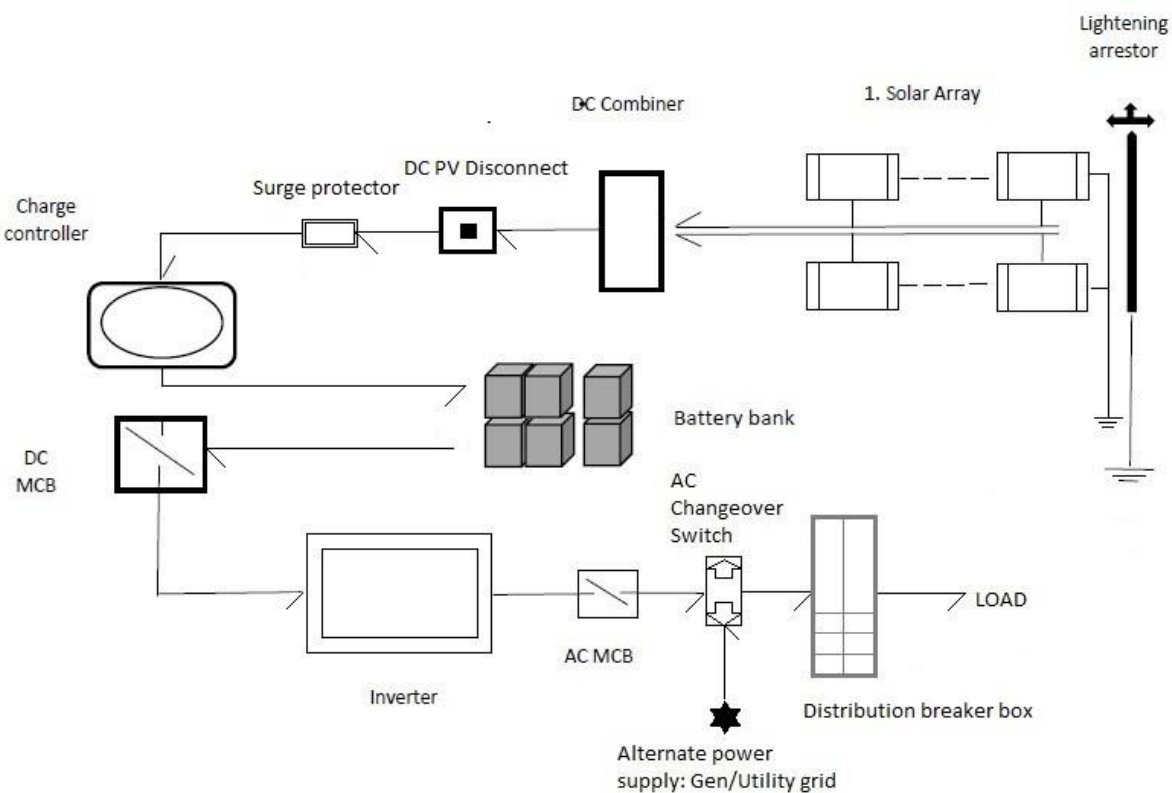 Lightening
arrestor
1. Solar Array
DC Combiner
DC PV Disconnect
Surge protector
Charge
controller
Battery bank
DC
MCB
AC
Changeover
Switch
LOAD
AC MCB
Inverter
Distribution breaker box
Alternate power
supply: Gen/Utility grid